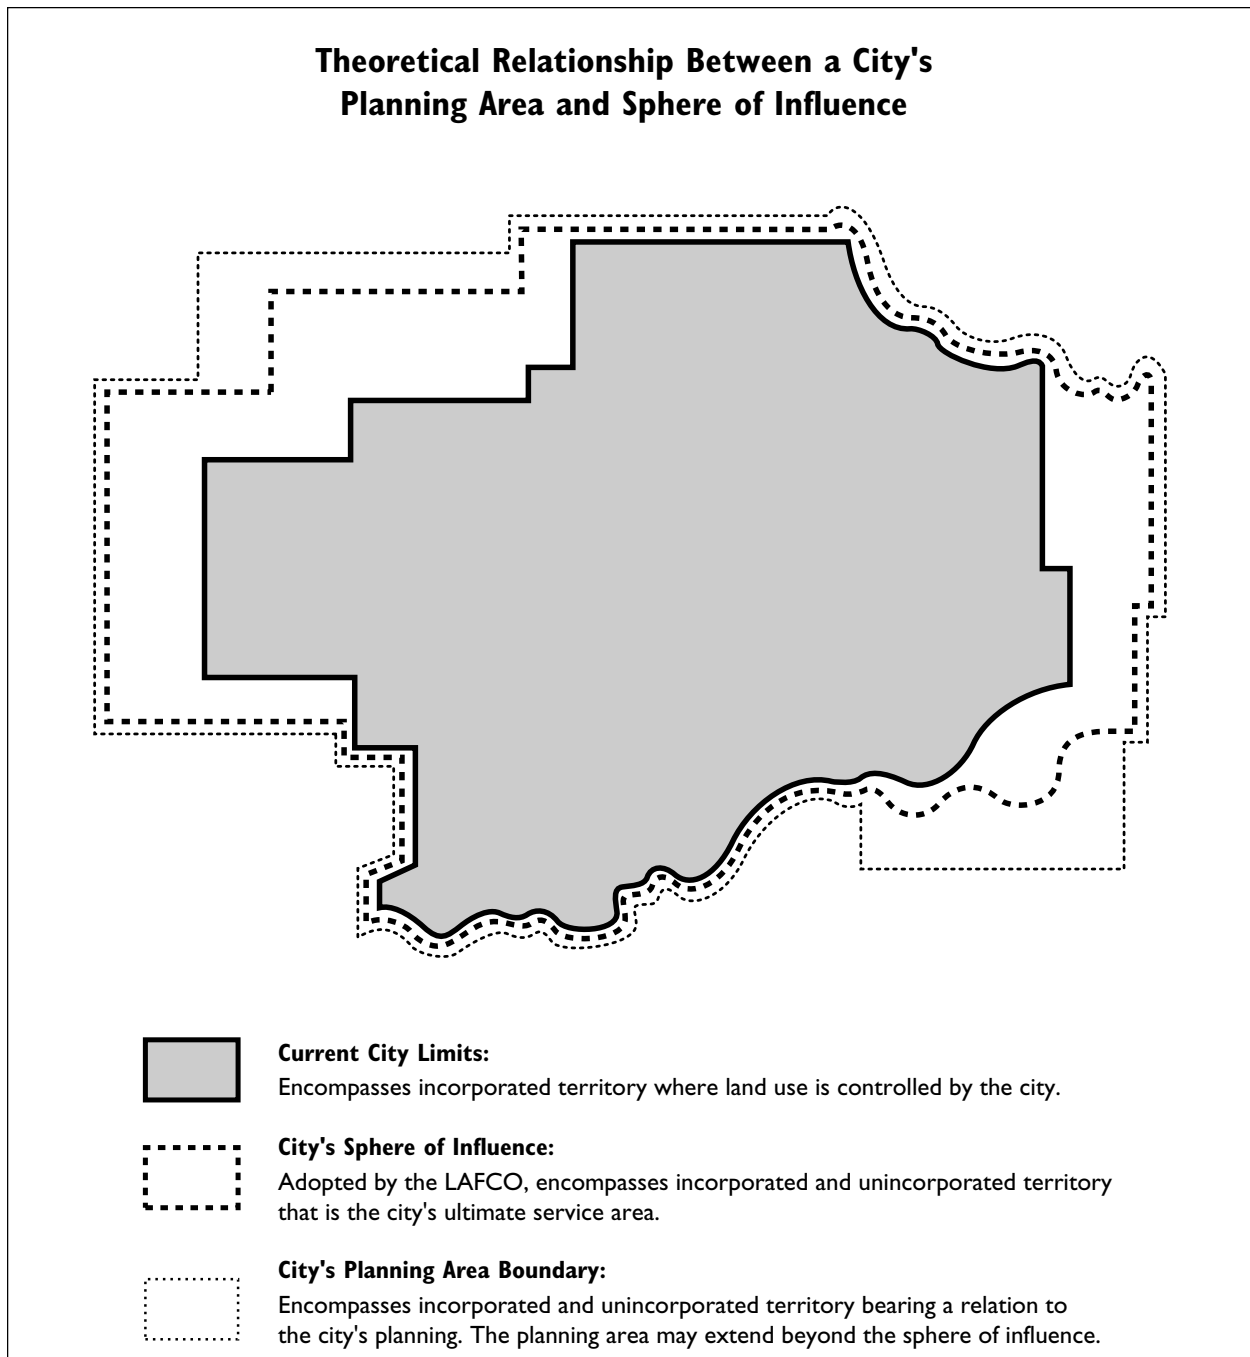 Theoretical Relationship Between a City's
Planning Area and Sphere of Influence
Current City Limits:
Encompasses incorporated territory where land use is controlled by the city.
City's Sphere of Influence:
Adopted by the LAFCO, encompasses incorporated and unincorporated territory
that is the city's ultimate service area.
City's Planning Area Boundary:
Encompasses incorporated and unincorporated territory bearing a relation to
the city's planning. The planning area may extend beyond the sphere of influence.